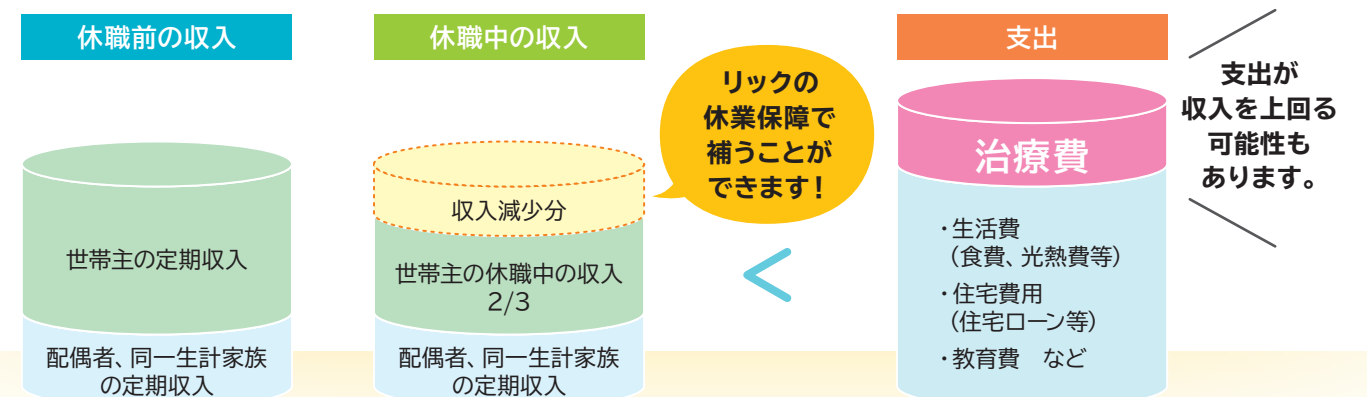 休職前の収入
世帯主の定期収入
配偶者、同一生計家族
の定期収入
休職中の収入
収入減少分
世帯主の休職中の収入
2/3
配偶者、同一生計家族
の定期収入
リックの
休業保障で
補うことが
できます!
<
支出
治療費
・生活費
(食費、光熱費等)
・住宅費用
(住宅ローン等)
・教育費 など
支出が
収入を上回る
可能性も
あります。